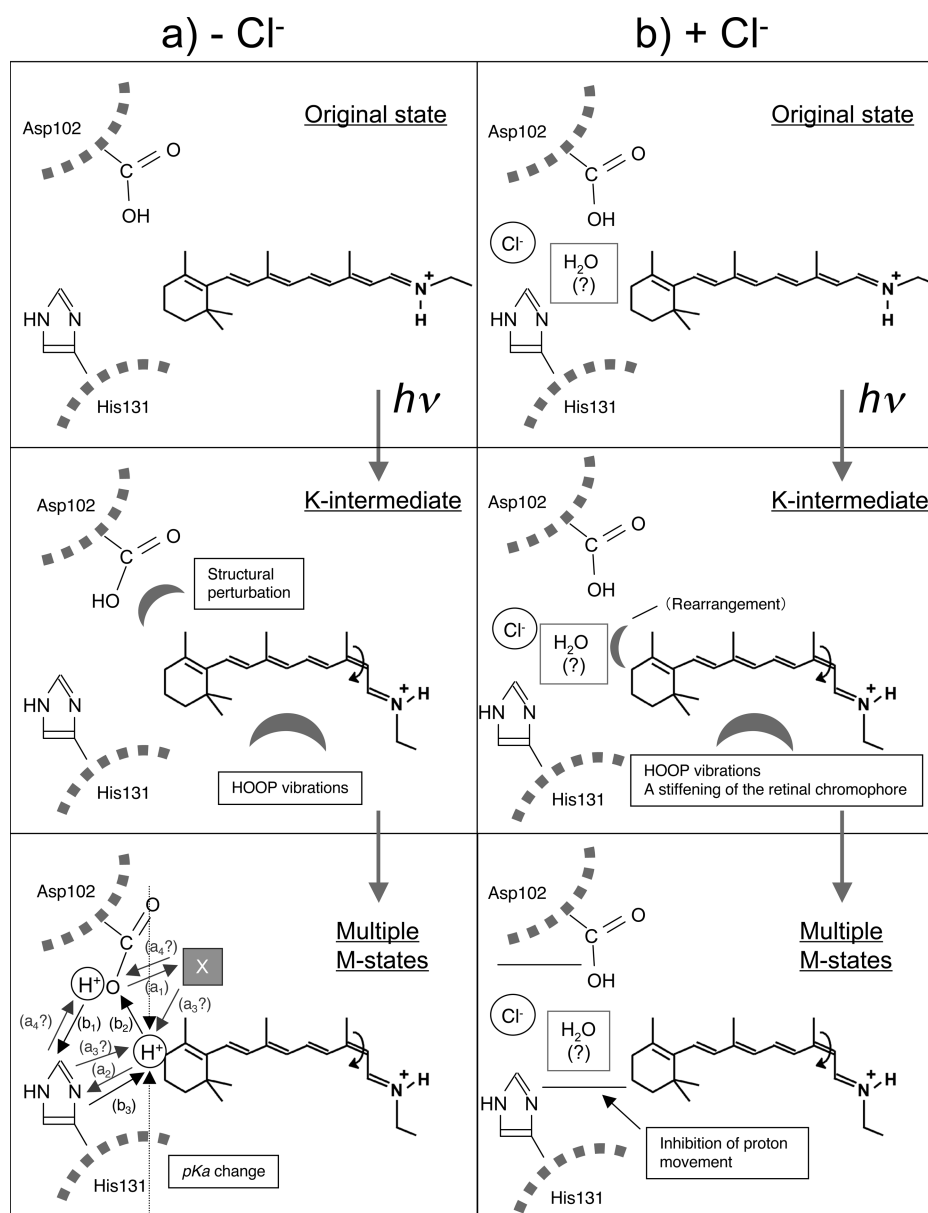 a) - Cl-
b) + Cl-
Original state
Asp102
C
O
OH
HN
N
His131
N
+
H
hν
Original state
Asp102
C
O
OH
Cl-
H2O
(?)
HN
N
His131
N
+
H
hν
K-intermediate
Asp102
C
O
HO
Structural
perturbation
HN
N
His131
N
+
H
HOOP vibrations
K-intermediate
Asp102
C
O
OH
(Rearrangement)
Cl-
H2O
(?)
HN
N
His131
N
+
H
HOOP vibrations
A stiffening of the retinal chromophore
Multiple
M-states
Asp102
O
C
(a4?)
X
H+
O
(a1)
(a3?)
(a4?)
(b1)
(b2)
(a3?)
H+
(a2)
HN
N
(b3)
N
+
H
His131
pKa change
Multiple
M-states
Asp102
C
O
OH
Cl-
H2O
(?)
HN
N
N
+
H
Inhibition of proton
movement
His131